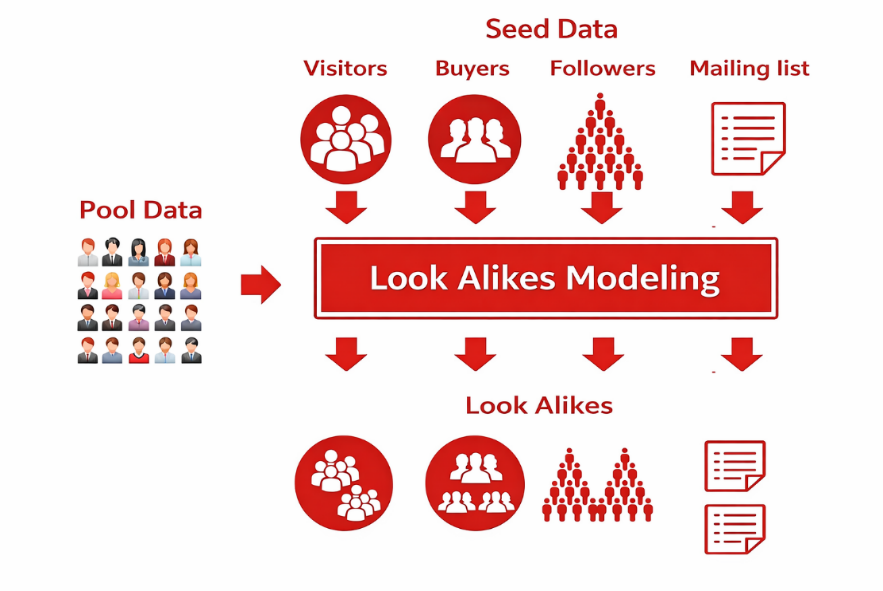 Seed Data
Visitors Buyers Followers Mailing list
Pool Data
Look Alikes Modeling
Look Alikes